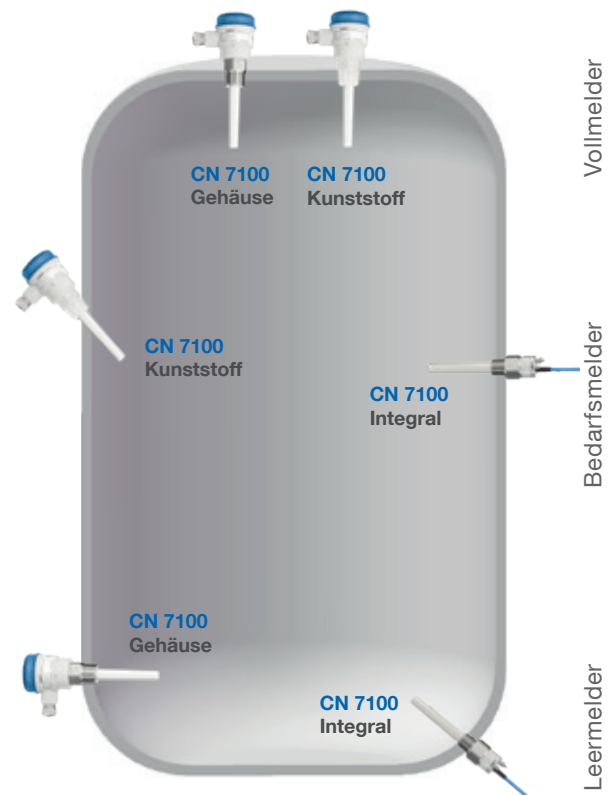 CN 7100
Gehäuse
CN 7100
Kunststoff
Vollmelder
CN 7100
Kunststoff
CN 7100
Integral
Bedarfsmelder
CN 7100
Gehäuse
CN 7100
Integral
Leermelder